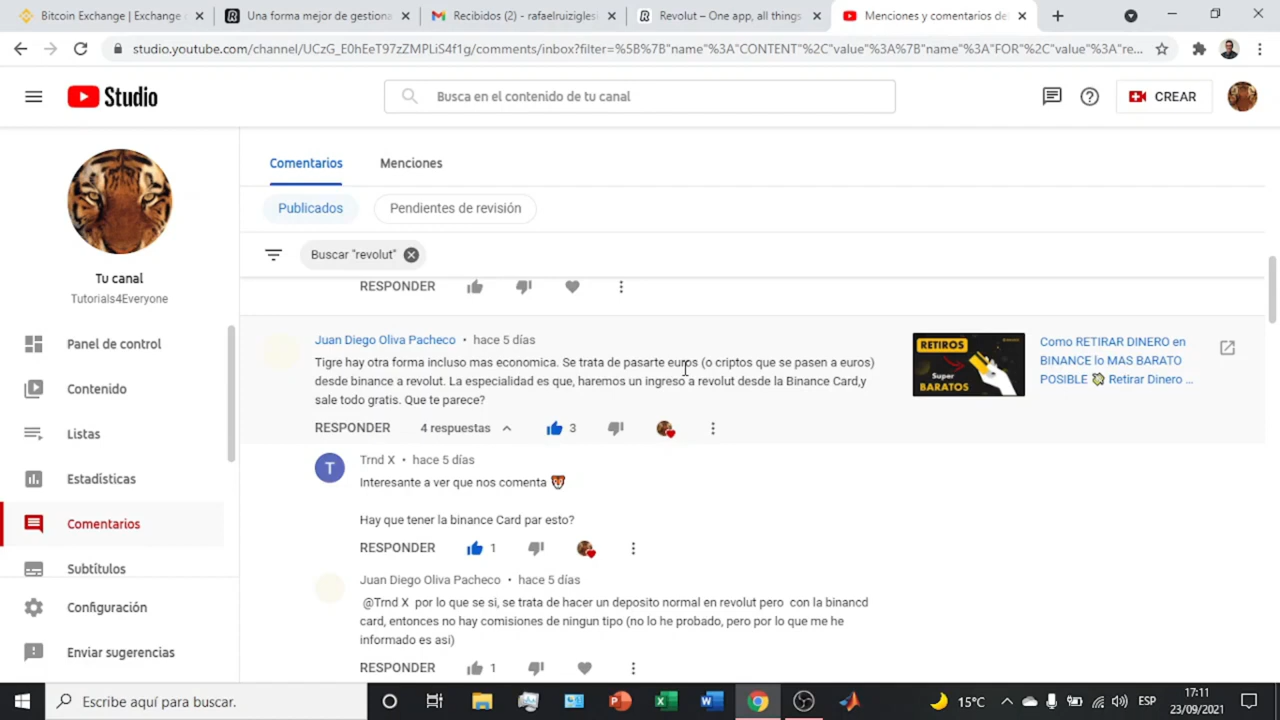 Bitcoin Exchange | Exchange
Una forma mejor de gestiona
Recibidos (2) - rafaelruizigles
Revolut – One app, all things
Menciones y comentarios de
studio.youtube.com/channel/UCzG_E0hEeT97zZMPLiS4f1g/comments/inbox?filter=%5B%7B"name"%3A"CONTENT"%2C"value"%3A%7B"name"%3A"FOR"%2C"value"%3A"re...
Studio
Busca en el contenido de tu canal
CREAR
Tu canal
Tutorials4Everyone
Panel de control
Contenido
Listas
Estadísticas
Comentarios
Subtítulos
Configuración
Enviar sugerencias
Comentarios
Menciones
Publicados
Pendientes de revisión
Buscar "revolut"
RESPONDER
Juan Diego Oliva Pacheco • hace 5 días
Tigre hay otra forma incluso mas economica. Se trata de pasarte euros (o criptos que se pasen a euros)
desde binance a revolut. La especialidad es que, haremos un ingreso a revolut desde la Binance Card,y
sale todo gratis. Que te parece?
RESPONDER
4 respuestas
3
RETIROS
Super
BARATOS
Como RETIRAR DINERO en
BINANCE lo MAS BARATO
POSIBLE 💸 Retirar Dinero ...
T
Trnd X • hace 5 días
Interesante a ver que nos comenta 🐯
Hay que tener la binance Card par esto?
RESPONDER
1
Juan Diego Oliva Pacheco • hace 5 días
@Trnd X por lo que se si, se trata de hacer un deposito normal en revolut pero con la binancd
card, entonces no hay comisiones de ningun tipo (no lo he probado, pero por lo que me he
informado es asi)
RESPONDER
1
Escribe aquí para buscar.
15°C
ESP
17:11
23/09/2021